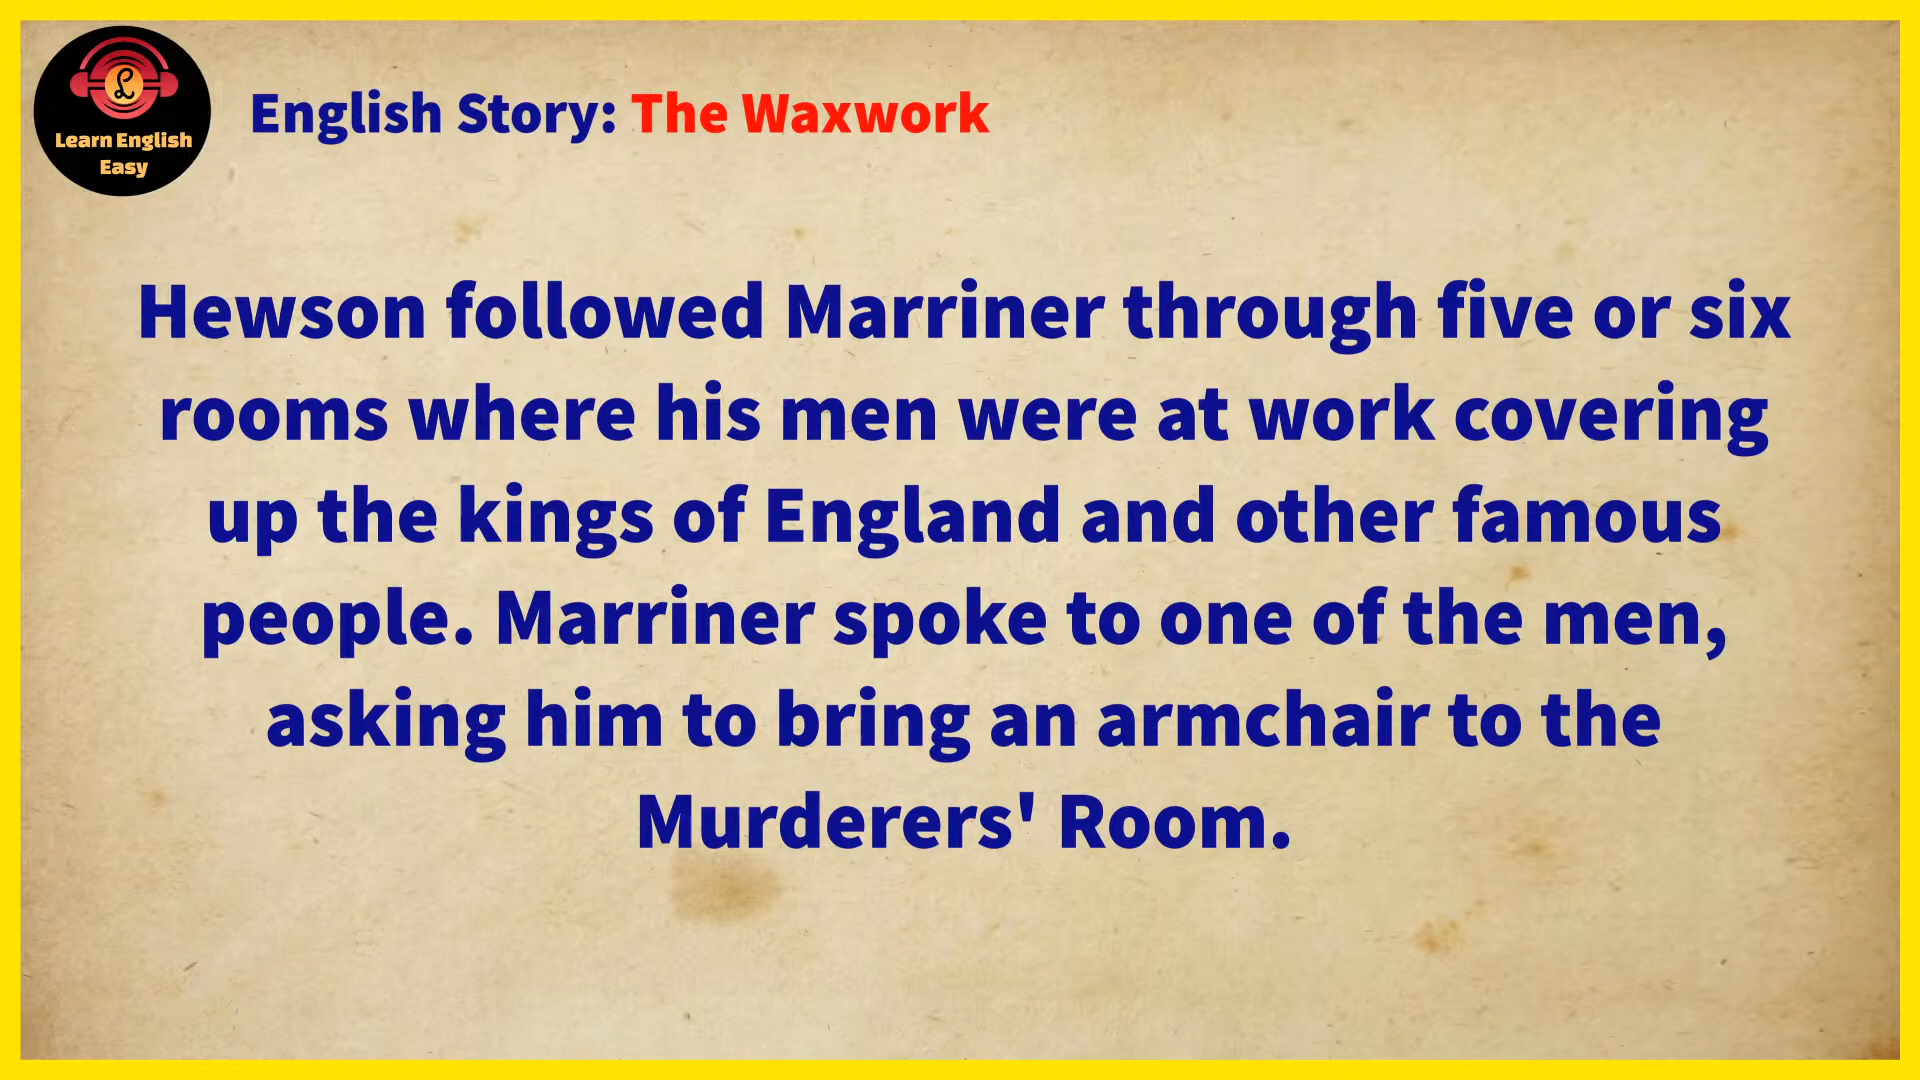 Learn English
Easy
English Story: The Waxwork
Hewson followed Marriner through five or six
rooms where his men were at work covering
up the kings of England and other famous
people. Marriner spoke to one of the men,
asking him to bring an armchair to the
Murderers' Room.